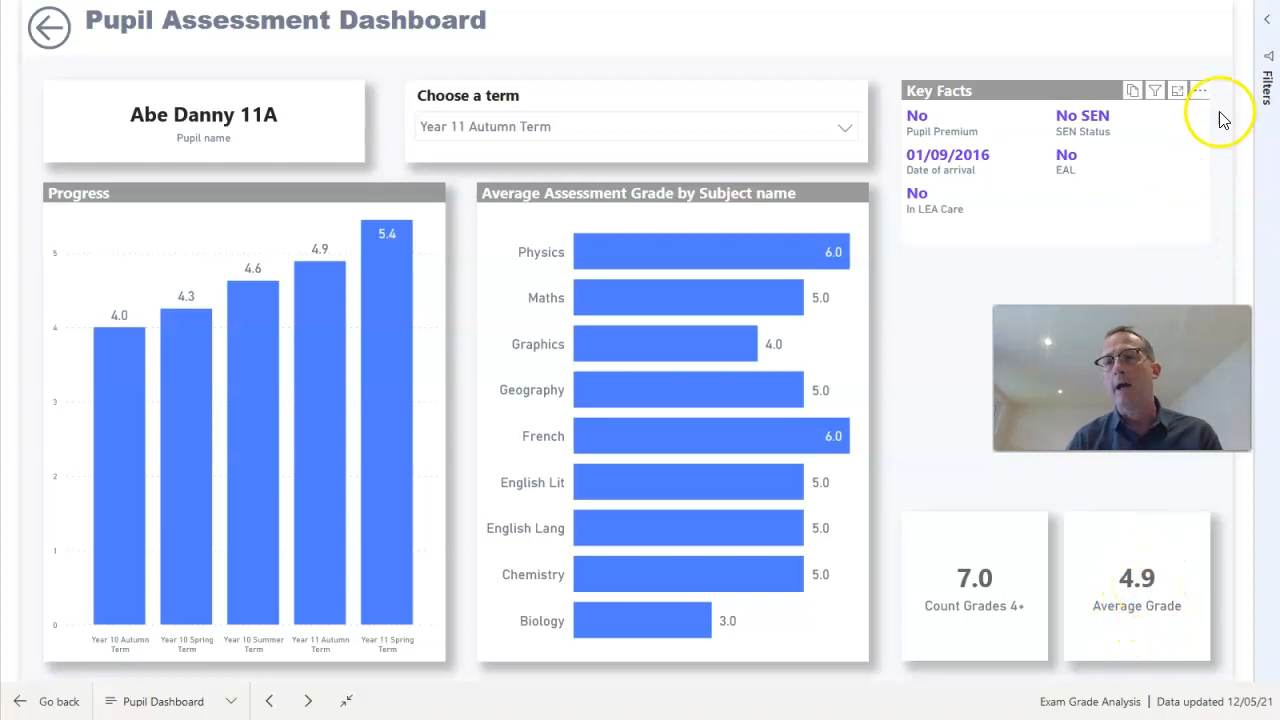 Pupil Assessment Dashboard
Abe Danny 11A
Pupil name
Choose a term
Year 11 Autumn Term
Key Facts
No
Pupil Premium
No SEN
SEN Status
01/09/2016
Date of arrival
No
EAL
No
In LEA Care
Filters
Progress
5
4
3
2
1
0
4.0
4.3
4.6
4.9
5.4
Year 10 Autumn
Term
Year 10 Spring
Term
Year 10 Summer
Term
Year 11 Autumn
Term
Year 11 Spring
Term
Average Assessment Grade by Subject name
Physics 6.0
Maths 5.0
Graphics 4.0
Geography 5.0
French 6.0
English Lit 5.0
English Lang 5.0
Chemistry 5.0
Biology 3.0
7.0
Count Grades 4+
4.9
Average Grade
Go back
Pupil Dashboard
Exam Grade Analysis | Data updated 12/05/21